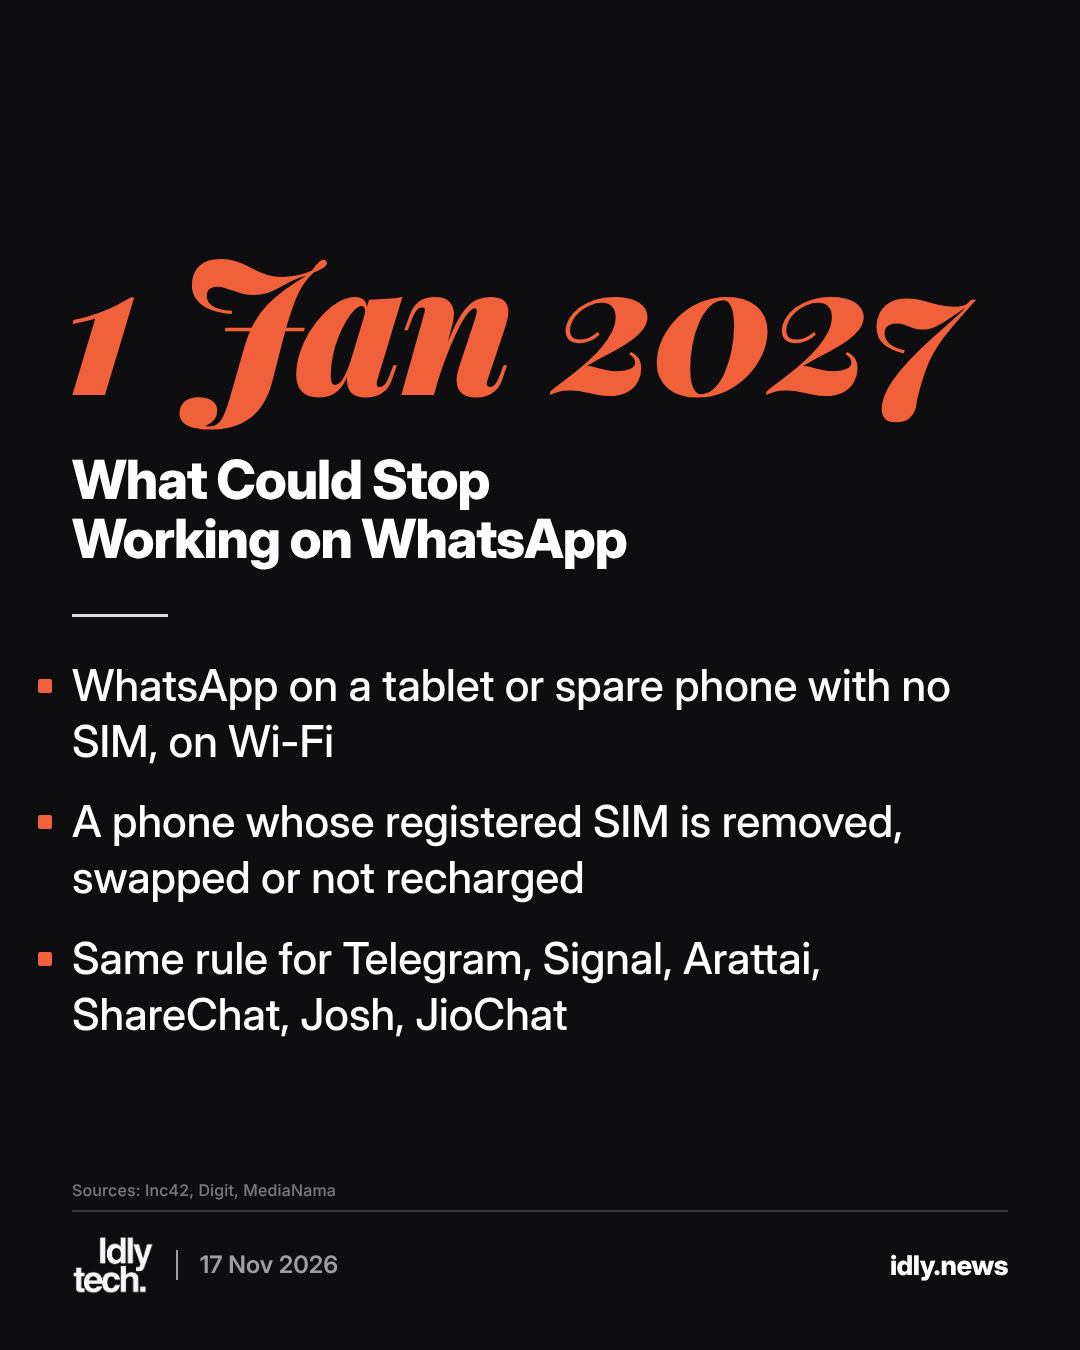 1 Jan 2027
What Could Stop
Working on WhatsApp
WhatsApp on a tablet or spare phone with no
SIM, on Wi-Fi
A phone whose registered SIM is removed,
swapped or not recharged
Same rule for Telegram, Signal, Arattai,
ShareChat, Josh, JioChat
Sources: Inc42, Digit, MediaNama
Idly
tech.
17 Nov 2026
idly.news